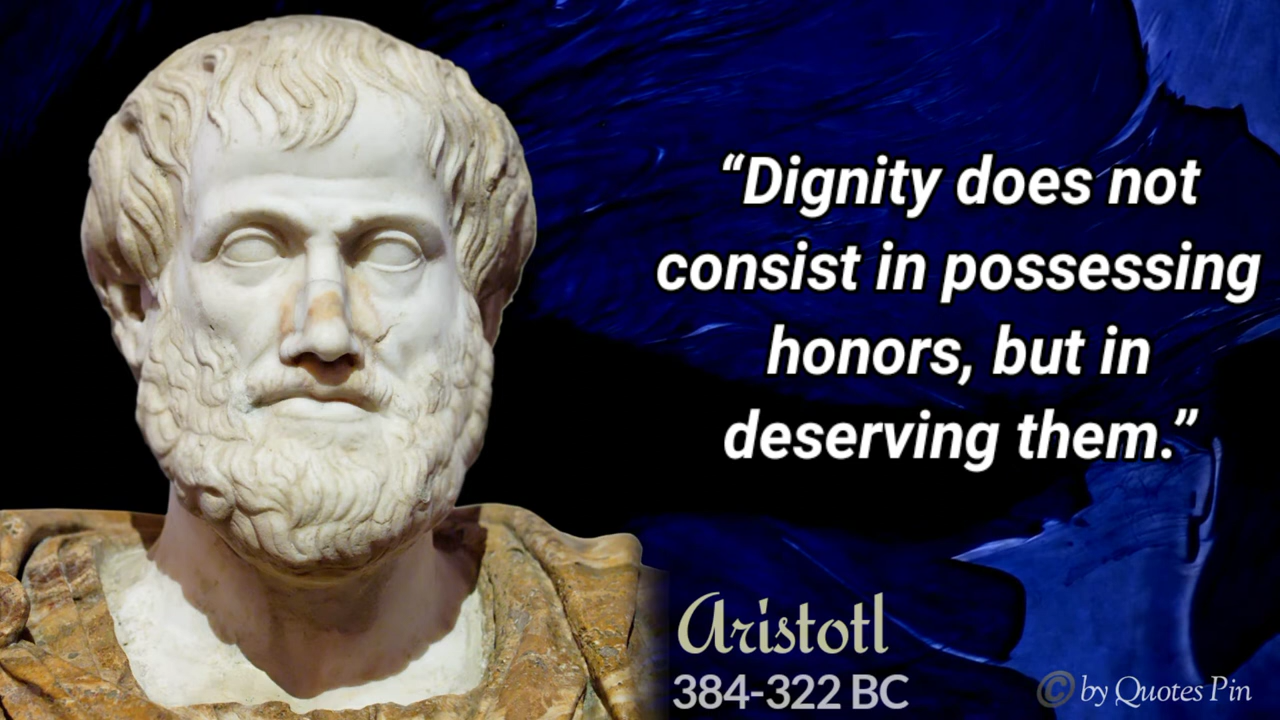 “Dignity does not
consist in possessing
honors, but in
deserving them.”
Aristotl
384-322 BC
© by Quotes Pin